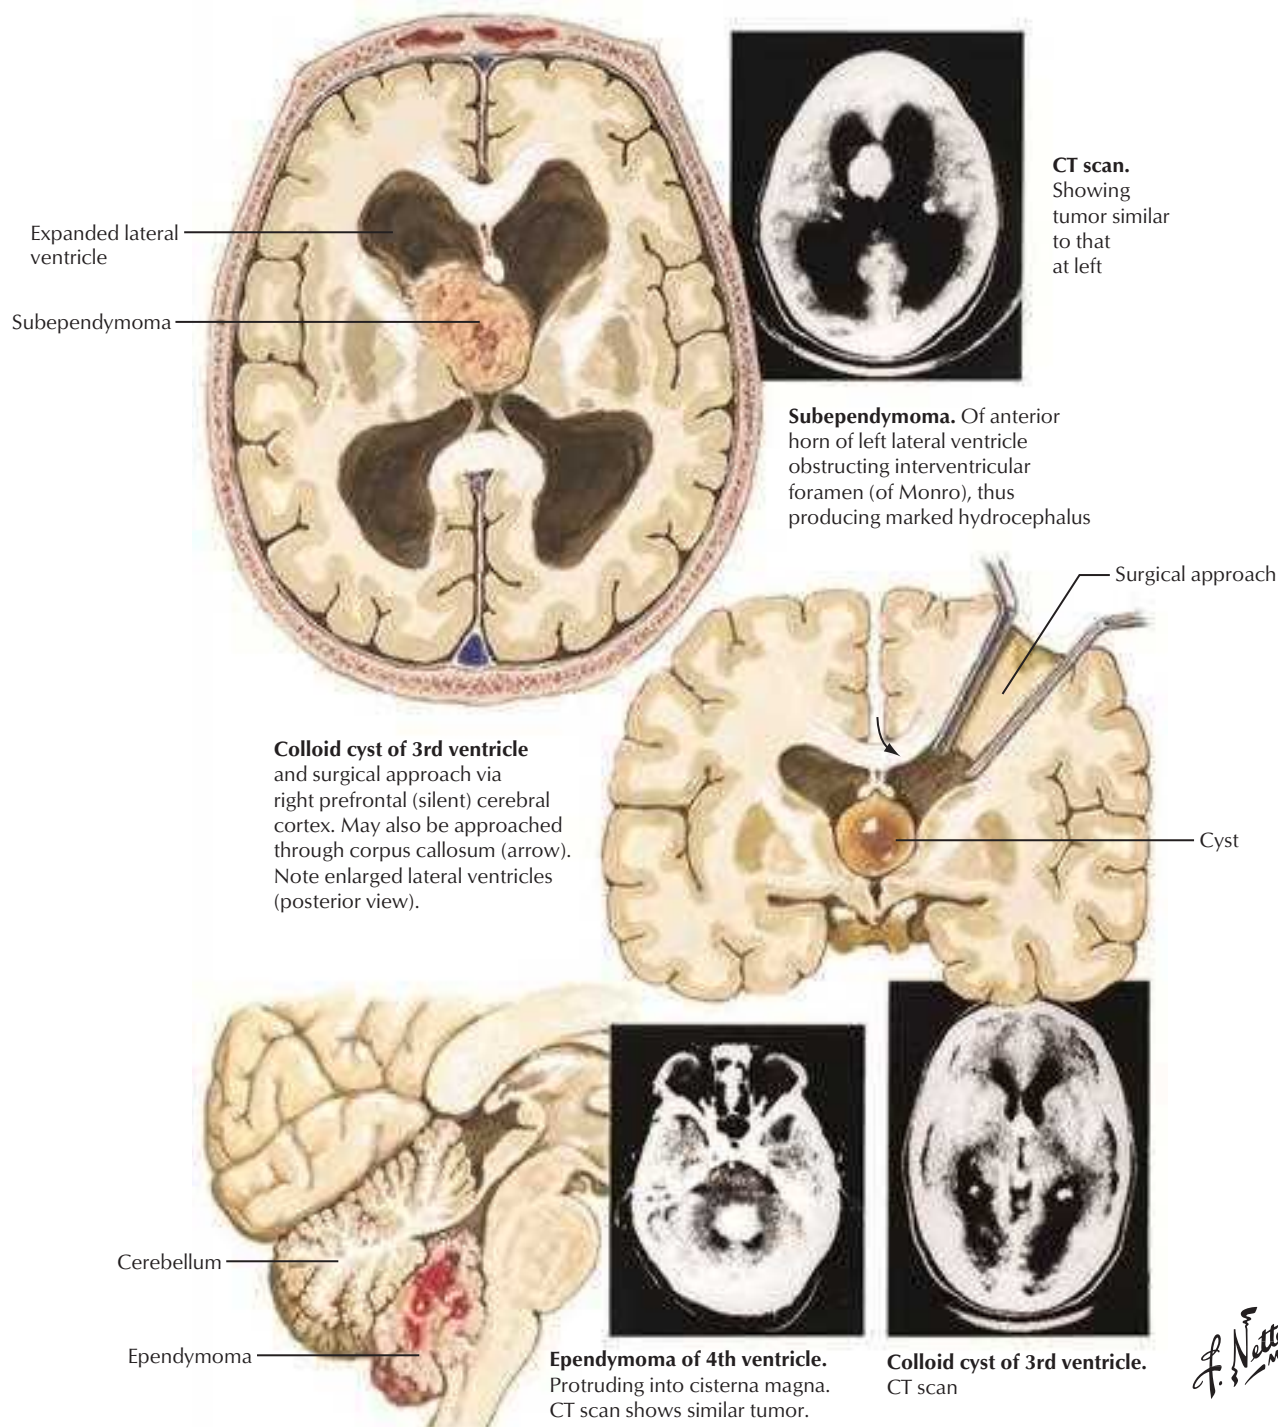 Expanded lateral
ventricle
Subependymoma
CT scan.
Showing
tumor similar
to that
at left
Subependymoma. Of anterior
horn of left lateral ventricle
obstructing interventricular
foramen (of Monro), thus
producing marked hydrocephalus
Surgical approach
Colloid cyst of 3rd ventricle
and surgical approach via
right prefrontal (silent) cerebral
cortex. May also be approached
through corpus callosum (arrow).
Note enlarged lateral ventricles
(posterior view).
Cyst
Cerebellum
Ependymoma
Ependymoma of 4th ventricle.
Protruding into cisterna magna.
CT scan shows similar tumor.
Colloid cyst of 3rd ventricle.
CT scan